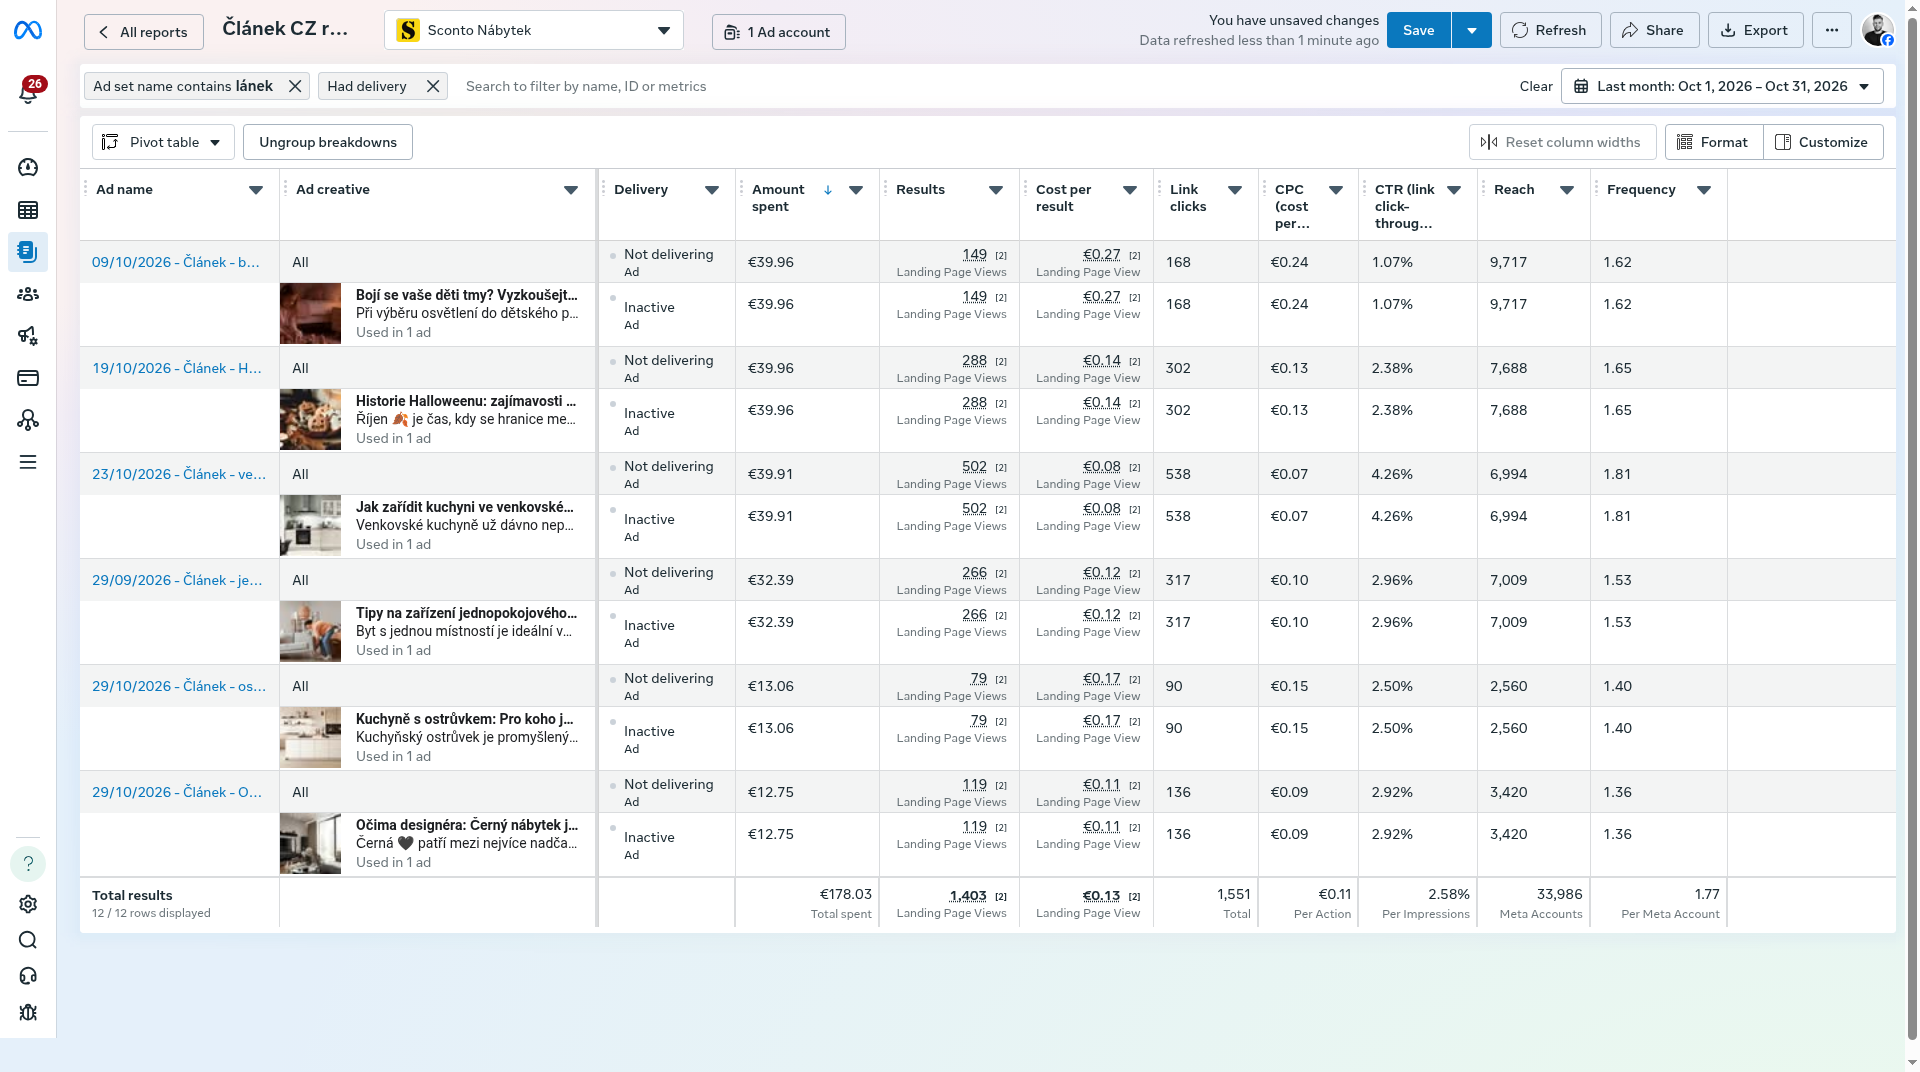 All reports
Článek CZ r...
Sconto Nábytek
1 Ad account
You have unsaved changes
Data refreshed less than 1 minute ago
Save
Refresh
Share
Export
26
Ad set name contains lánek
Had delivery
Search to filter by name, ID or metrics
Clear
Last month: Oct 1, 2026 – Oct 31, 2026
Pivot table
Ungroup breakdowns
Reset column widths
Format
Customize
Ad name
Ad creative
Delivery
Amount spent
Results
Cost per result
Link clicks
CPC (cost per...
CTR (link click-throug...
Reach
Frequency
09/10/2026 - Článek - b... All Not delivering Ad €39.96 149 [2] Landing Page Views €0.27 [2] Landing Page View 168 €0.24 1.07% 9,717 1.62
Bojí se vaše děti tmy? Vyzkoušejt...
Při výběru osvětlení do dětského p...
Used in 1 ad
Inactive Ad €39.96 149 [2] Landing Page Views €0.27 [2] Landing Page View 168 €0.24 1.07% 9,717 1.62
19/10/2026 - Článek - H... All Not delivering Ad €39.96 288 [2] Landing Page Views €0.14 [2] Landing Page View 302 €0.13 2.38% 7,688 1.65
Historie Halloweenu: zajímavosti ...
Říjen 🍂 je čas, kdy se hranice me...
Used in 1 ad
Inactive Ad €39.96 288 [2] Landing Page Views €0.14 [2] Landing Page View 302 €0.13 2.38% 7,688 1.65
23/10/2026 - Článek - ve... All Not delivering Ad €39.91 502 [2] Landing Page Views €0.08 [2] Landing Page View 538 €0.07 4.26% 6,994 1.81
Jak zařídit kuchyni ve venkovské...
Venkovské kuchyně už dávno nep...
Used in 1 ad
Inactive Ad €39.91 502 [2] Landing Page Views €0.08 [2] Landing Page View 538 €0.07 4.26% 6,994 1.81
29/09/2026 - Článek - je... All Not delivering Ad €32.39 266 [2] Landing Page Views €0.12 [2] Landing Page View 317 €0.10 2.96% 7,009 1.53
Tipy na zařízení jednopokojového...
Byt s jednou místností je ideální v...
Used in 1 ad
Inactive Ad €32.39 266 [2] Landing Page Views €0.12 [2] Landing Page View 317 €0.10 2.96% 7,009 1.53
29/10/2026 - Článek - os... All Not delivering Ad €13.06 79 [2] Landing Page Views €0.17 [2] Landing Page View 90 €0.15 2.50% 2,560 1.40
Kuchyně s ostrůvkem: Pro koho j...
Kuchyňský ostrůvek je promyšlený...
Used in 1 ad
Inactive Ad €13.06 79 [2] Landing Page Views €0.17 [2] Landing Page View 90 €0.15 2.50% 2,560 1.40
29/10/2026 - Článek - O... All Not delivering Ad €12.75 119 [2] Landing Page Views €0.11 [2] Landing Page View 136 €0.09 2.92% 3,420 1.36
Očima designéra: Černý nábytek j...
Černá 🖤 patří mezi nejvíce nadča...
Used in 1 ad
Inactive Ad €12.75 119 [2] Landing Page Views €0.11 [2] Landing Page View 136 €0.09 2.92% 3,420 1.36
Total results €178.03 1,403 [2] €0.13 [2] 1,551 €0.11 2.58% 33,986 1.77
12 / 12 rows displayed Total spent Landing Page Views Landing Page View Total Per Action Per Impressions Meta Accounts Per Meta Account